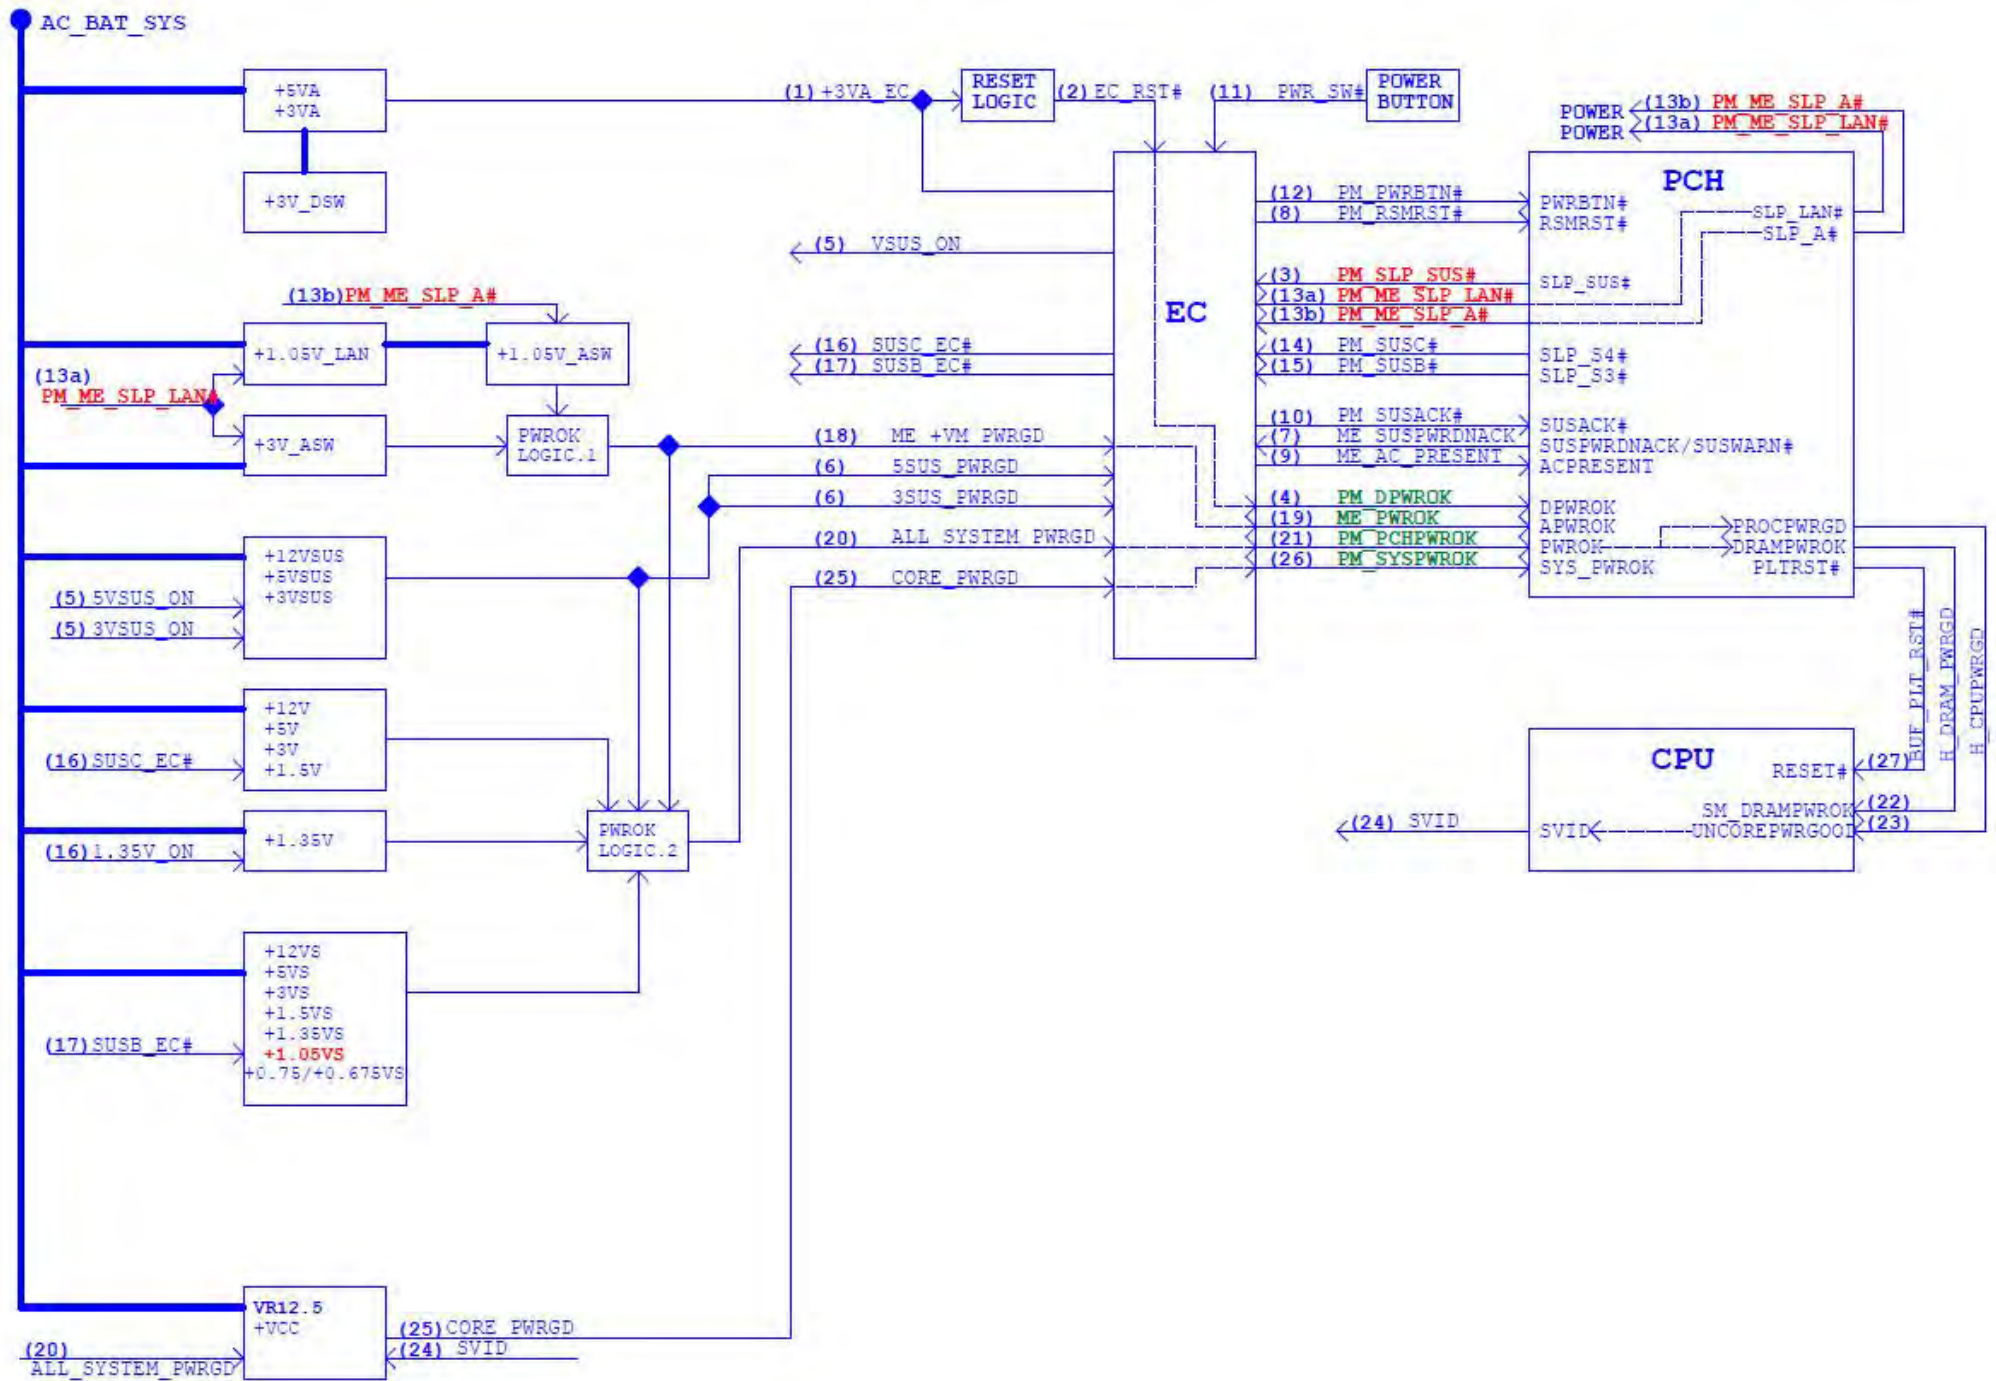 AC_BAT_SYS
+5VA
+3VA
(1) +3VA_EC
RESET
LOGIC
(2) EC_RST#
(11) PWR_SW#
POWER
BUTTON
POWER (13b) PM_ME_SLP_A#
POWER (13a) PM_ME_SLP_LAN#
+3V_DSW
PCH
(12) PM_PWRBTN# PWRBTN#
(8) PM_RSMRST# RSMRST#
SLP_LAN#
SLP_A#
(5) VSUS_ON
EC
(3) PM_SLP_SUS# SLP_SUS#
(13a) PM_ME_SLP_LAN#
(13b) PM_ME_SLP_A#
(13b) PM_ME_SLP_A#
+1.05V_LAN
+1.05V_ASW
(16) SUSC_EC#
(17) SUSB_EC#
(14) PM_SUSC# SLP_S4#
(15) PM_SUSB# SLP_S3#
(13a)
PM_ME_SLP_LAN#
+3V_ASW
PWROK
LOGIC.1
(18) ME_+VM_PWRGD
(6) 5SUS_PWRGD
(6) 3SUS_PWRGD
(20) ALL_SYSTEM_PWRGD
(25) CORE_PWRGD
(10) PM_SUSACK# SUSACK#
(7) ME_SUSPWRDNACK SUSPWRDNACK/SUSWARN#
(9) ME_AC_PRESENT ACPRESENT
(4) PM_DPWROK DPWROK
(19) ME_PWROK APWROK PROCPWRGD
(21) PM_PCHPWROK PWROK DRAMPWROK
(26) PM_SYSPWROK SYS_PWROK PLTRST#
+12VSUS
+5VSUS
+3VSUS
(5) 5VSUS_ON
(5) 3VSUS_ON
BUF_PLT_RST#
H_DRAM_PWRGD
H_CPUPWRGD
+12V
+5V
+3V
+1.5V
(16) SUSC_EC#
CPU
RESET# (27)
SM_DRAMPWROK (22)
UNCOREPWRGOOD (23)
SVID
(24) SVID
+1.35V
(16) 1.35V_ON
PWROK
LOGIC.2
+12VS
+5VS
+3VS
+1.5VS
+1.35VS
+1.05VS
+0.75/+0.675VS
(17) SUSB_EC#
VR12.5
+VCC
(25) CORE_PWRGD
(24) SVID
(20)
ALL_SYSTEM_PWRGD